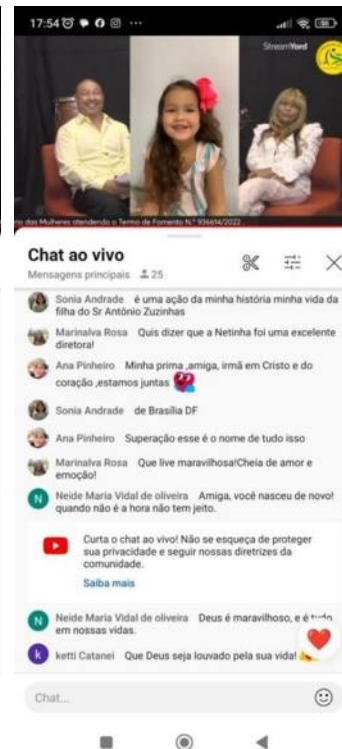 17:54
StreamYard
rio das Mulheres atendendo o Termo de Fomento N.° 936614/2022
Chat ao vivo
Mensagens principais 25
Sonia Andrade é uma ação da minha história minha vida da
filha do Sr Antônio Zuzinhas
Marinalva Rosa Quis dizer que a Netinha foi uma excelente
diretora!
Ana Pinheiro Minha prima ,amiga, irmã em Cristo e do
coração ,estamos juntas
Sonia Andrade de Brasília DF
Ana Pinheiro Superação esse é o nome de tudo isso
Marinalva Rosa Que live maravilhosa!Cheia de amor e
emoção!
N Neide Maria Vidal de oliveira Amiga, você nasceu de novo!
quando não é a hora não tem jeito.
Curta o chat ao vivo! Não se esqueça de proteger
sua privacidade e seguir nossas diretrizes da
comunidade.
Saiba mais
N Neide Maria Vidal de oliveira Deus é maravilhoso, e é tudo
em nossas vidas.
k ketti Catanei Que Deus seja louvado pela sua vida!
Chat...